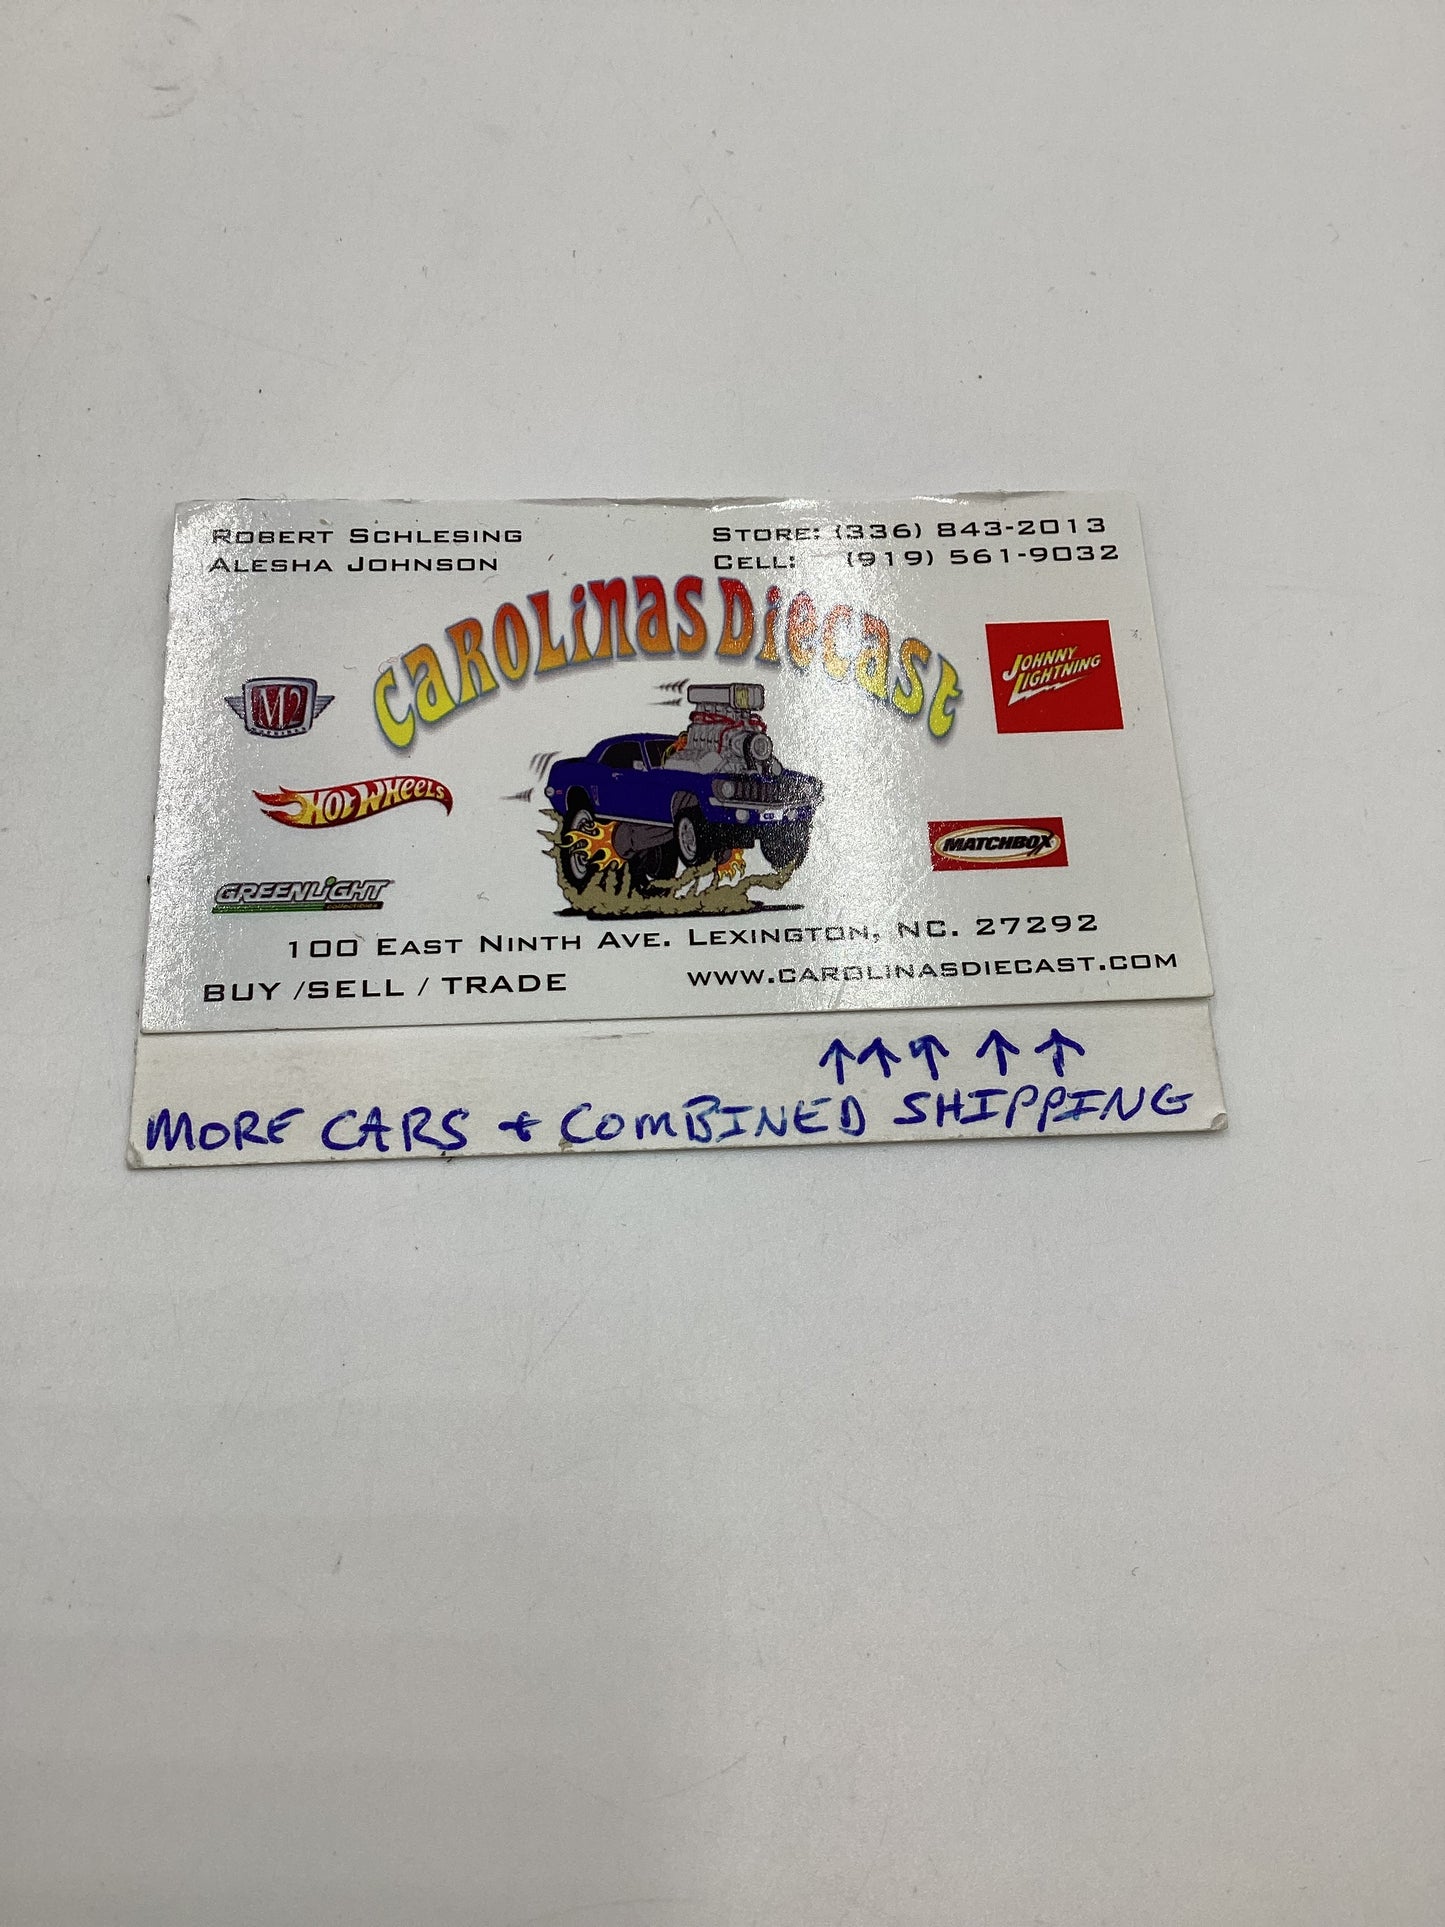 ROBERT SCHLESING
ALESHA JOHNSON
STORE: (336) 843-2013
CELL: (919) 561-9032
CAROLINAS DIECAST
M2
JOHNNY LIGHTNING
HOT WHEELS
MATCHBOX
GREENLIGHT
collectibles
CD
100 EAST NINTH AVE. LEXINGTON, NC. 27292
BUY /SELL / TRADE
WWW.CAROLINASDIECAST.COM
↑↑↑↑↑
MORE CARS + COMBINED SHIPPING